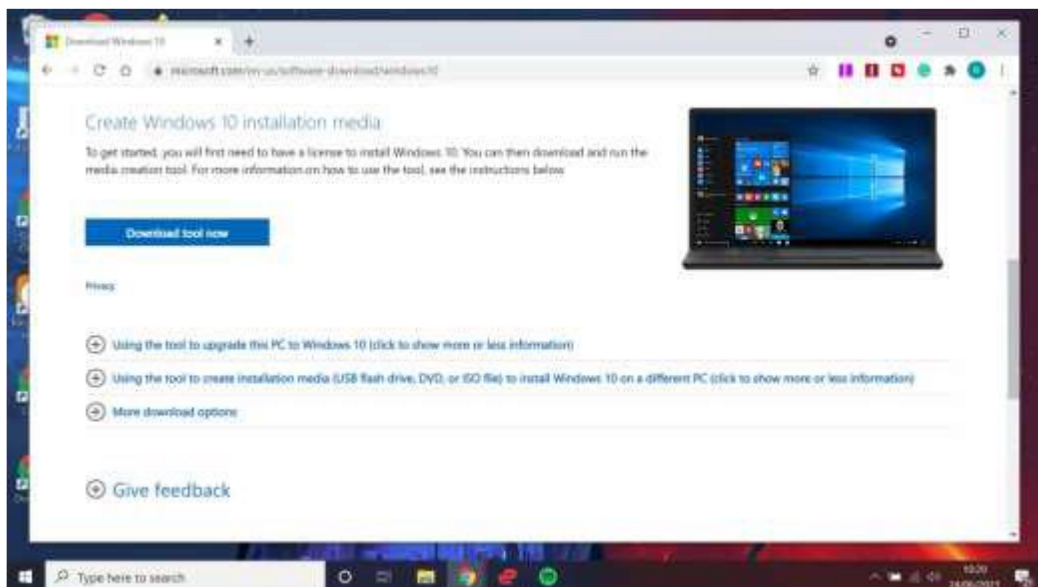 Download Windows 10
microsoft.com/en-us/software-download/windows10
Create Windows 10 installation media
To get started, you will first need to have a license to install Windows 10. You can then download and run the
media creation tool. For more information on how to use the tool, see the instructions below.
Download tool now
Privacy
Using the tool to upgrade this PC to Windows 10 (click to show more or less information)
Using the tool to create installation media (USB flash drive, DVD, or ISO file) to install Windows 10 on a different PC (click to show more or less information)
More download options
Give feedback
Type here to search
10:20